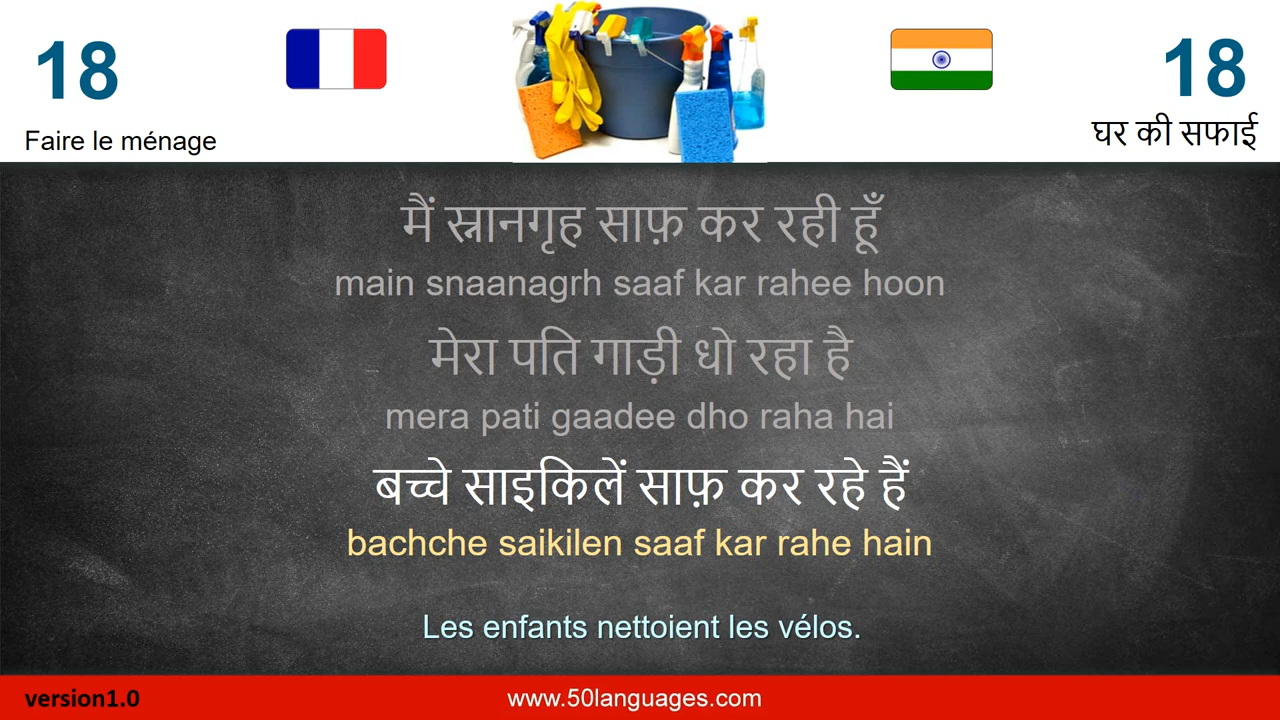 18
Faire le ménage
18
घर की सफाई
मैं स्नानगृह साफ़ कर रही हूँ
main snaanagrh saaf kar rahee hoon
मेरा पति गाड़ी धो रहा है
mera pati gaadee dho raha hai
बच्चे साइकिलें साफ़ कर रहे हैं
bachche saikilen saaf kar rahe hain
Les enfants nettoient les vélos.
version1.0
www.50languages.com